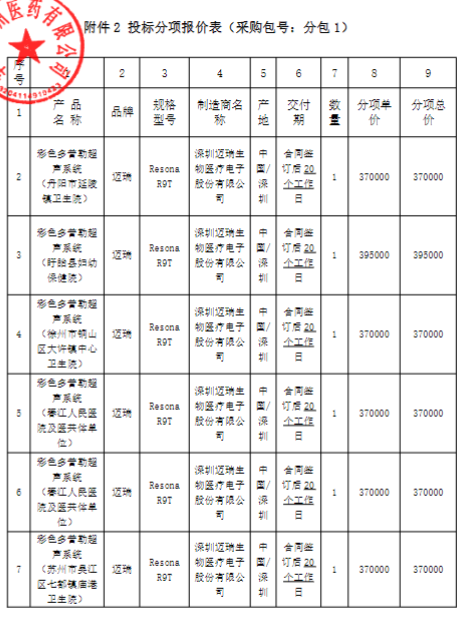 附件 2 投标分项报价表（采购包号：分包 1）
序号 1 2 3 4 5 6 7 8 9
1 产品名称 品牌 规格型号 制造商名称 产地 交付期 数量 分项单价 分项总价
2 彩色多普勒超声系统（丹阳市延陵镇卫生院） 迈瑞 Resona R9T 深圳迈瑞生物医疗电子股份有限公司 中国/深圳 合同签订后 20 个工作日 1 370000 370000
3 彩色多普勒超声系统（盱眙县妇幼保健院） 迈瑞 Resona R9T 深圳迈瑞生物医疗电子股份有限公司 中国/深圳 合同签订后 20 个工作日 1 395000 395000
4 彩色多普勒超声系统（徐州市铜山区大许镇中心卫生院） 迈瑞 Resona R9T 深圳迈瑞生物医疗电子股份有限公司 中国/深圳 合同签订后 20 个工作日 1 370000 370000
5 彩色多普勒超声系统（ 江人民医院及医共体单位） 迈瑞 Resona R9T 深圳迈瑞生物医疗电子股份有限公司 中国/深圳 合同签订后 20 个工作日 1 370000 370000
6 彩色多普勒超声系统（ 江人民医院及医共体单位） 迈瑞 Resona R9T 深圳迈瑞生物医疗电子股份有限公司 中国/深圳 合同签订后 20 个工作日 1 370000 370000
7 彩色多普勒超声系统（苏州市吴江区七都镇庙港卫生院） 迈瑞 Resona R9T 深圳迈瑞生物医疗电子股份有限公司 中国/深圳 合同签订后 20 个工作日 1 370000 370000
医药有限公司